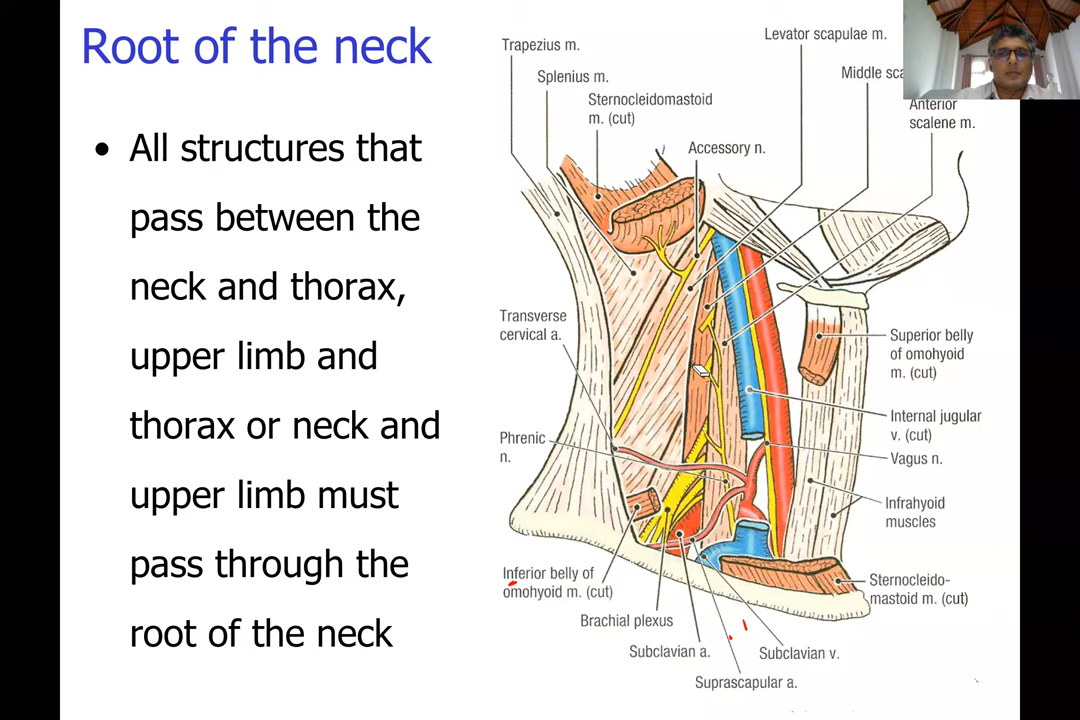 Root of the neck
• All structures that
pass between the
neck and thorax,
upper limb and
thorax or neck and
upper limb must
pass through the
root of the neck
Trapezius m.
Splenius m.
Sternocleidomastoid
m. (cut)
Accessory n.
Levator scapulae m.
Middle
Anterior
scalene m.
Transverse
cervical a.
Phrenic
n.
Superior belly
of omohyoid
m. (cut)
Internal jugular
v. (cut)
Vagus n.
Infrahyoid
muscles
Sternocleido-
mastoid m. (cut)
Inferior belly of
omohyoid m. (cut)
Brachial plexus
Subclavian a.
Subclavian v.
Suprascapular a.